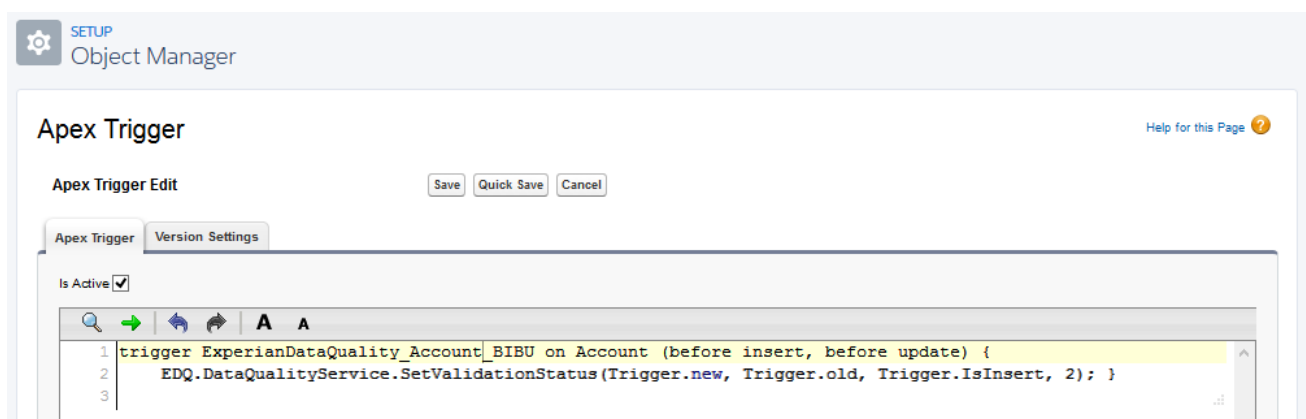 SETUP
Object Manager
Apex Trigger
Help for this Page ?
Apex Trigger Edit
Save Quick Save Cancel
Apex Trigger Version Settings
Is Active
A A
1 trigger ExperianDataQuality_Account_BIBU on Account (before insert, before update) {
2 EDQ.DataQualityService.SetValidationStatus(Trigger.new, Trigger.old, Trigger.IsInsert, 2); }
3